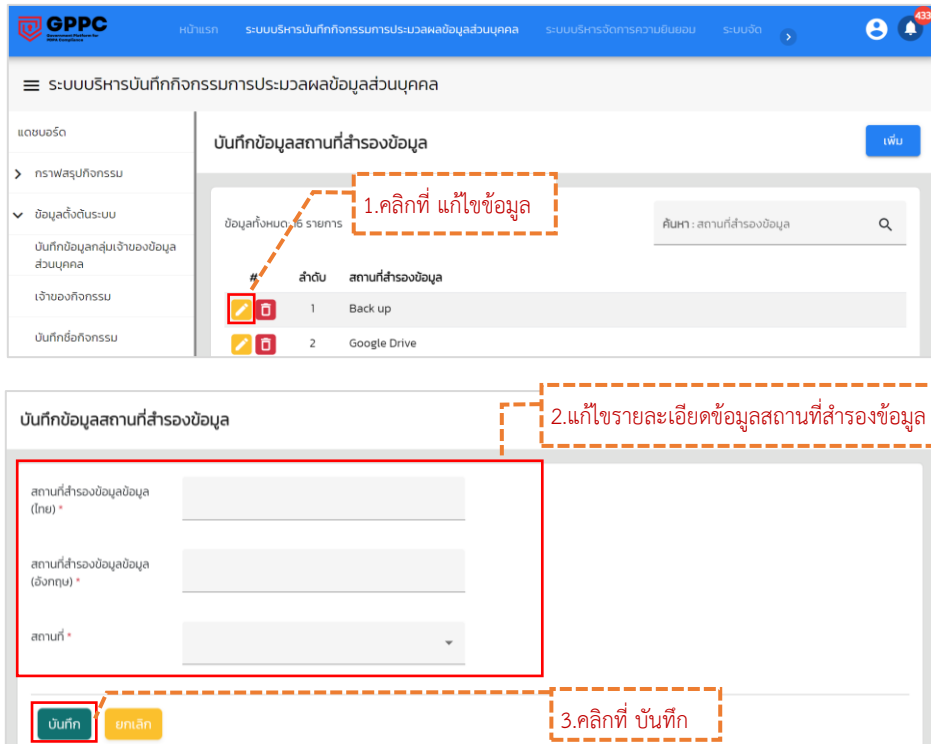 GPPC
Government Platform for
PDPA Compliance
หน้าแรก ระบบบริหารบันทึกกิจกรรมการประมวลผลข้อมูลส่วนบุคคล ระบบบริหารจัดการความยินยอม ระบบจัด
433
ระบบบริหารบันทึกกิจกรรมการประมวลผลข้อมูลส่วนบุคคล
แดชบอร์ด
กราฟสรุปกิจกรรม
ข้อมูลตั้งต้นระบบ
บันทึกข้อมูลกลุ่มเจ้าของข้อมูล
ส่วนบุคคล
เจ้าของกิจกรรม
บันทึกชื่อกิจกรรม
บันทึกข้อมูลสถานที่สำรองข้อมูล
เพิ่ม
1.คลิกที่ แก้ไขข้อมูล
ข้อมูลทั้งหมด 16 รายการ
ค้นหา : สถานที่สำรองข้อมูล
# ลำดับ สถานที่สำรองข้อมูล
1 Back up
2 Google Drive
บันทึกข้อมูลสถานที่สำรองข้อมูล
2.แก้ไขรายละเอียดข้อมูลสถานที่สำรองข้อมูล
สถานที่สำรองข้อมูลข้อมูล
(ไทย) *
สถานที่สำรองข้อมูลข้อมูล
(อังกฤษ) *
สถานที่ *
บันทึก ยกเลิก
3.คลิกที่ บันทึก